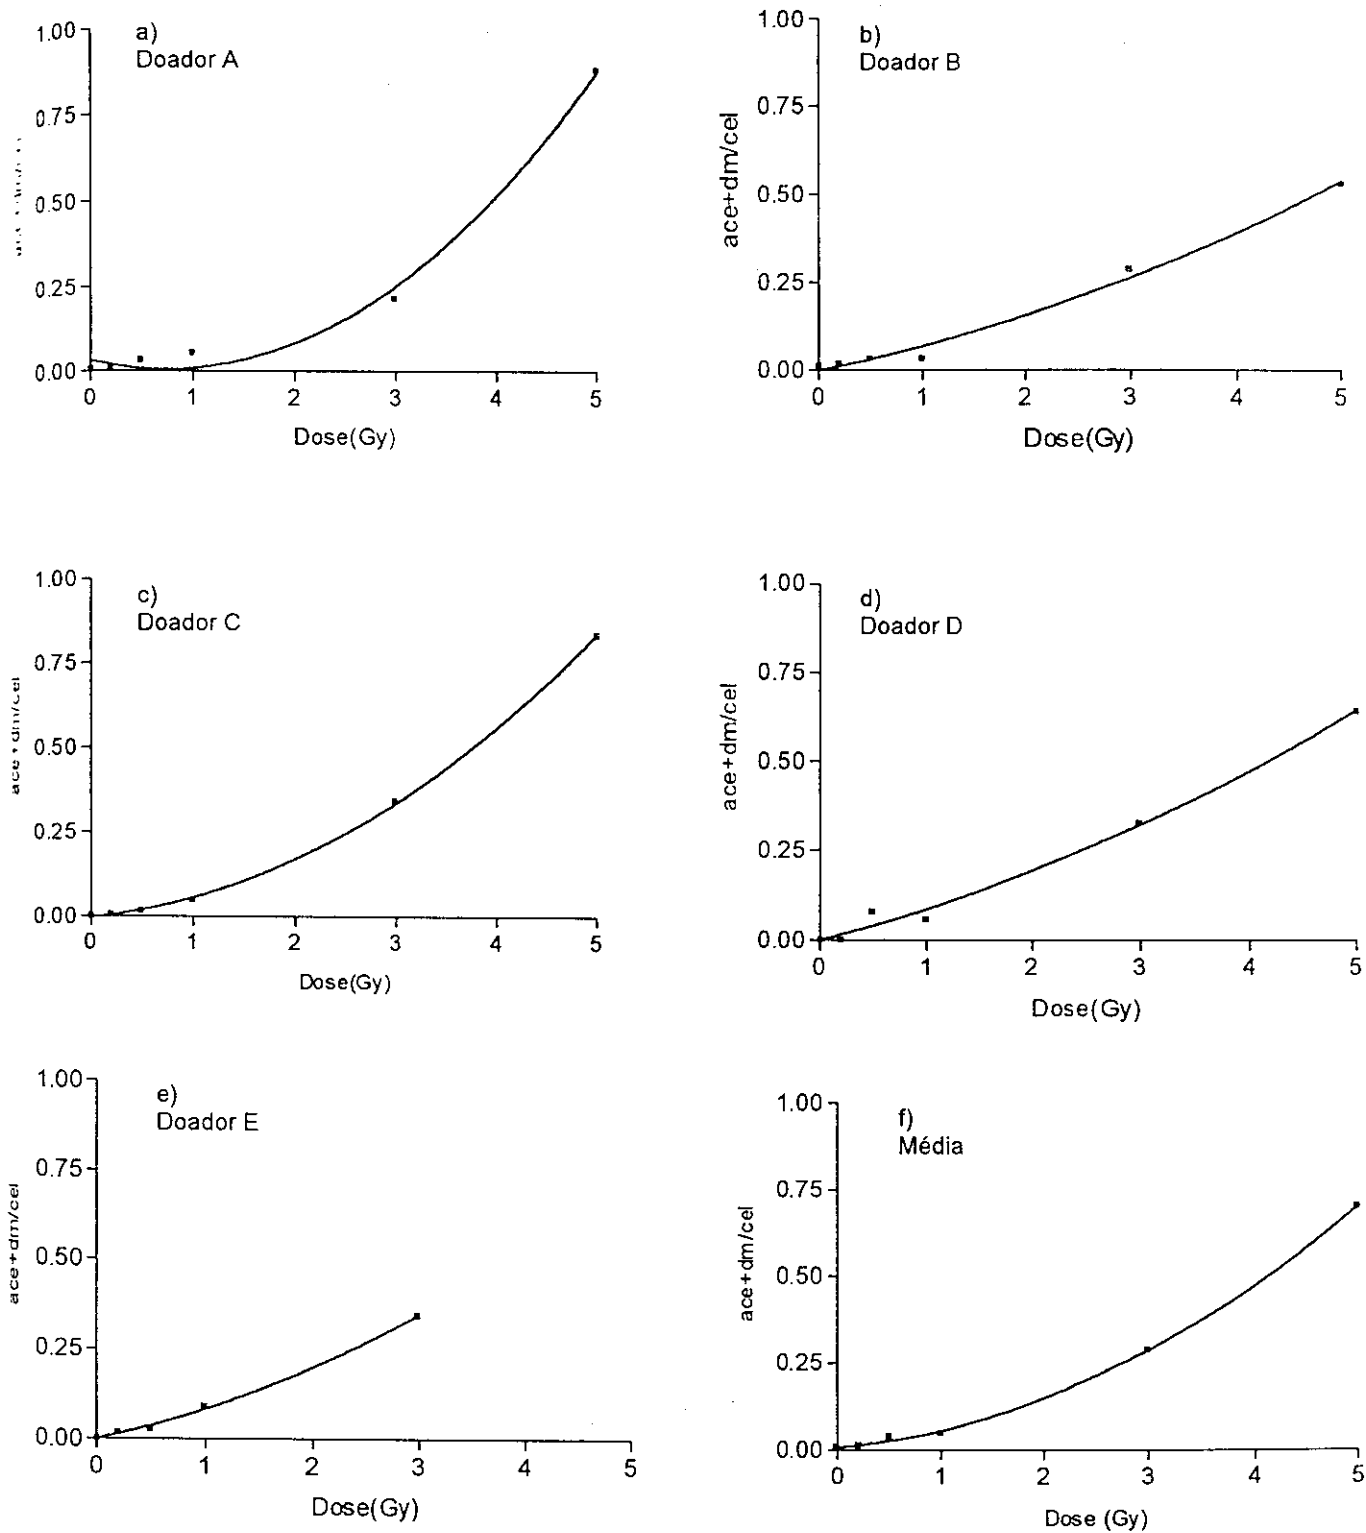 a)
Doador A
1.00
0.75
0.50
0.25
0.00
0 1 2 3 4 5
Dose(Gy)
b)
Doador B
ace+dm/cel
1.00
0.75
0.50
0.25
0.00
0 1 2 3 4 5
Dose(Gy)
c)
Doador C
ace+dm/cel
1.00
0.75
0.50
0.25
0.00
0 1 2 3 4 5
Dose(Gy)
d)
Doador D
ace+dm/cel
1.00
0.75
0.50
0.25
0.00
0 1 2 3 4 5
Dose(Gy)
e)
Doador E
ace+dm/cel
1.00
0.75
0.50
0.25
0.00
0 1 2 3 4 5
Dose(Gy)
f)
Média
ace+dm/cel
1.00
0.75
0.50
0.25
0.00
0 1 2 3 4 5
Dose (Gy)